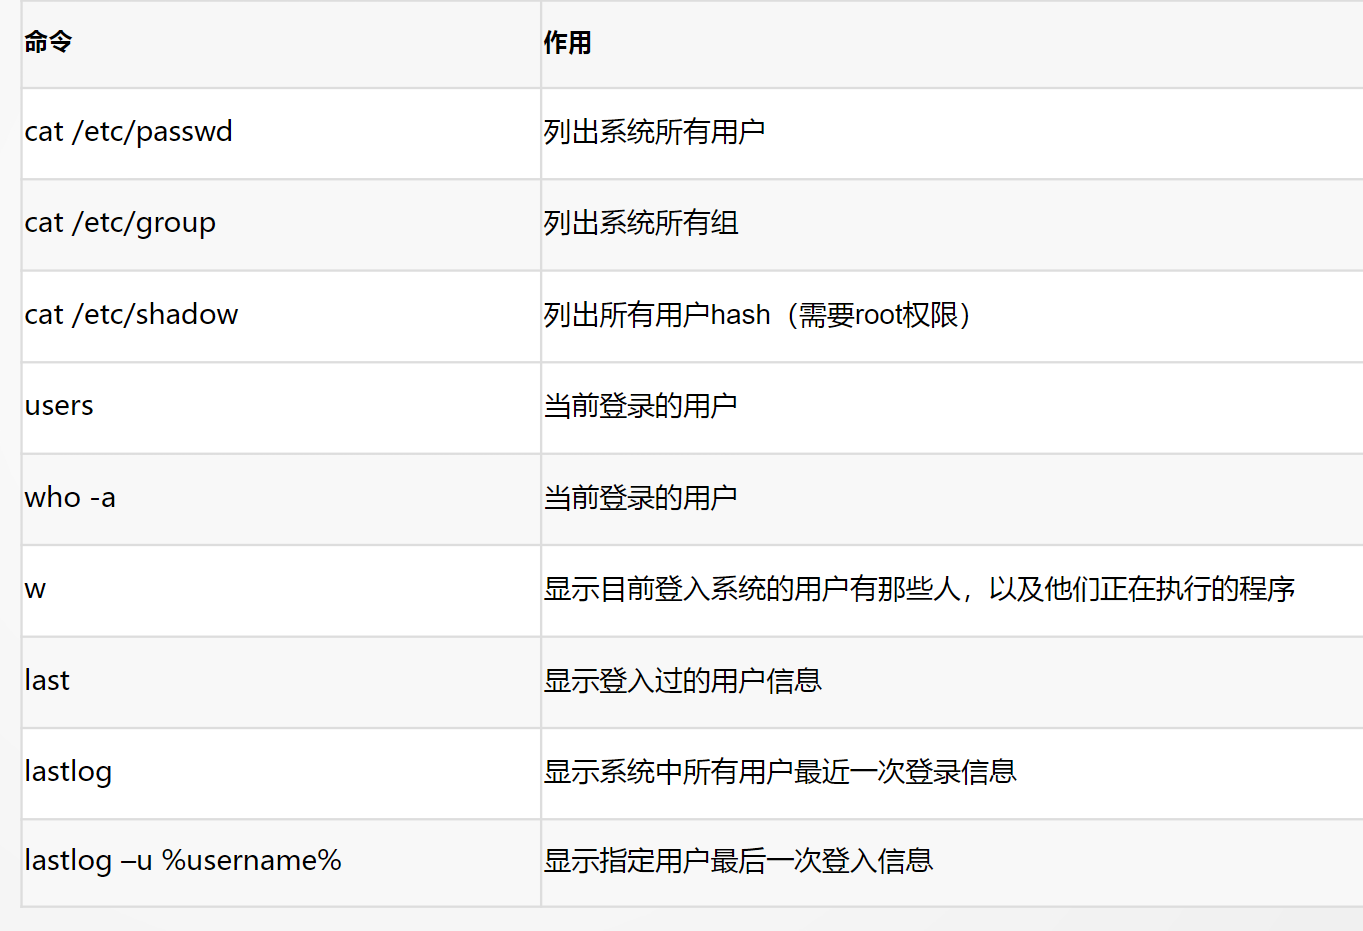 命令 作用
cat /etc/passwd 列出系统所有用户
cat /etc/group 列出系统所有组
cat /etc/shadow 列出所有用户hash（需要root权限）
users 当前登录的用户
who -a 当前登录的用户
w 显示目前登入系统的用户有那些人，以及他们正在执行的程序
last 显示登入过的用户信息
lastlog 显示系统中所有用户最近一次登录信息
lastlog –u %username% 显示指定用户最后一次登入信息